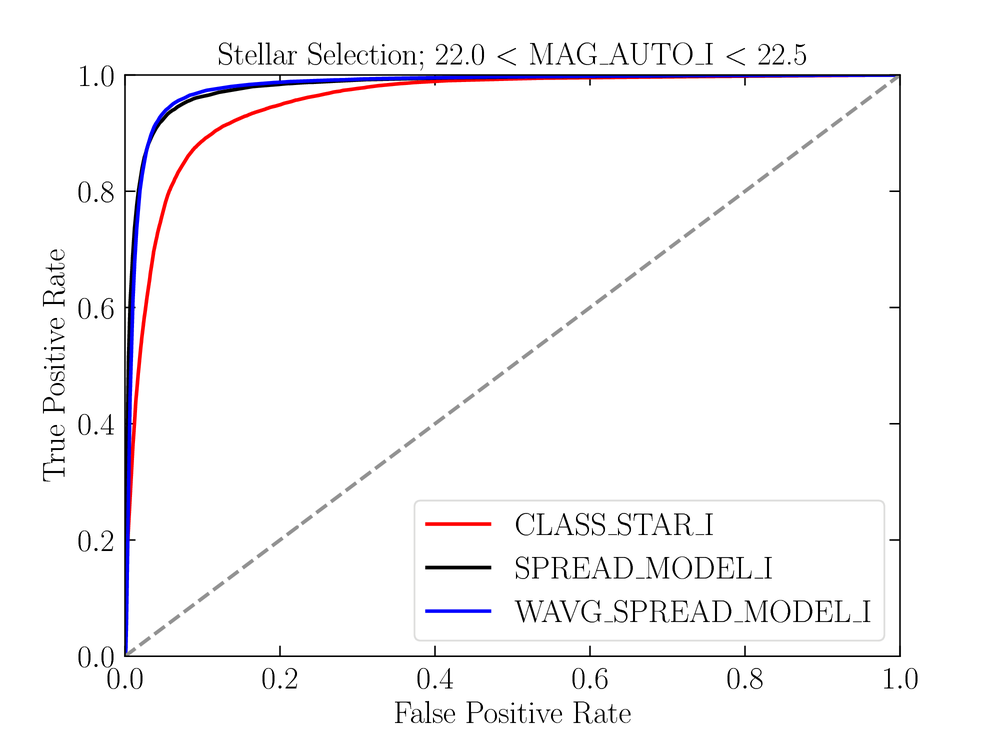 Stellar Selection; 22.0 < MAG_AUTO_I < 22.5
True Positive Rate
1.0
0.8
0.6
0.4
0.2
0.0
0.0 0.2 0.4 0.6 0.8 1.0
False Positive Rate
CLASS_STAR_I
SPREAD_MODEL_I
WAVG_SPREAD_MODEL_I